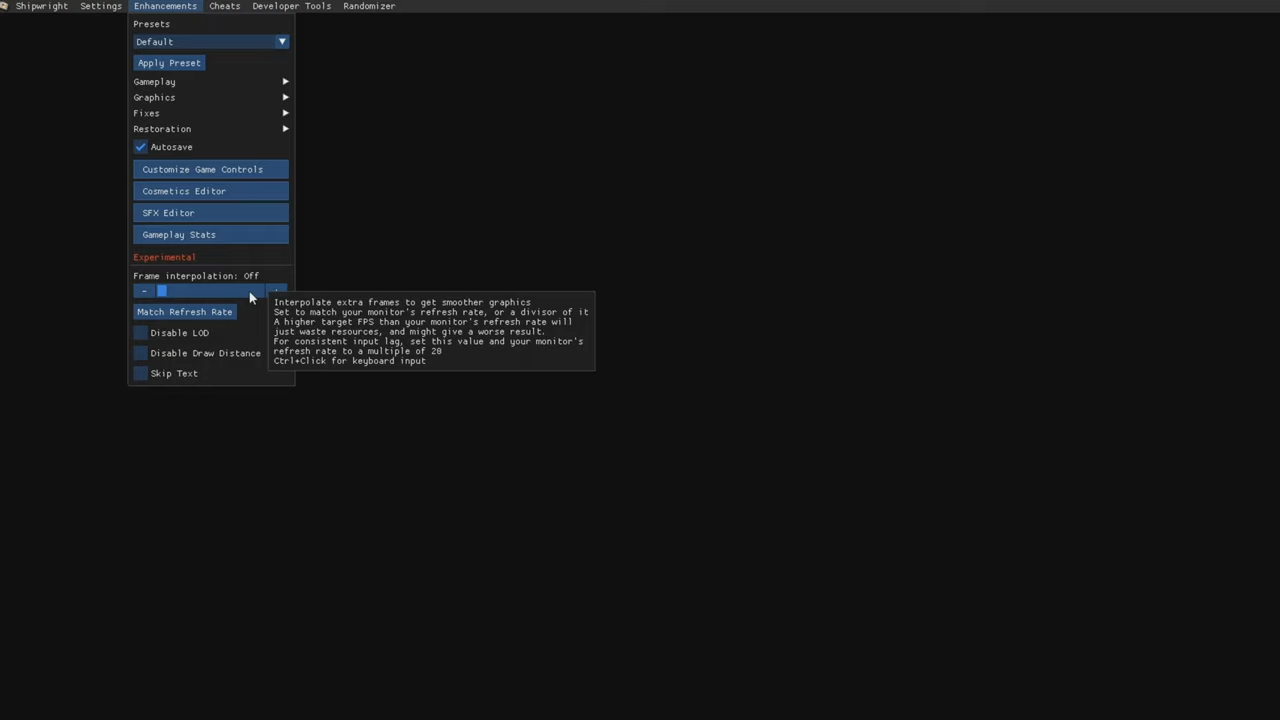 Shipwright Settings Enhancements Cheats Developer Tools Randomizer
Presets
Default
Apply Preset
Gameplay
Graphics
Fixes
Restoration
Autosave
Customize Game Controls
Cosmetics Editor
SFX Editor
Gameplay Stats
Experimental
Frame interpolation: Off
-
Interpolate extra frames to get smoother graphics
Set to match your monitor's refresh rate, or a divisor of it
A higher target FPS than your monitor's refresh rate will
just waste resources, and might give a worse result.
For consistent input lag, set this value and your monitor's
refresh rate to a multiple of 20
Ctrl+Click for keyboard input
Match Refresh Rate
Disable LOD
Disable Draw Distance
Skip Text